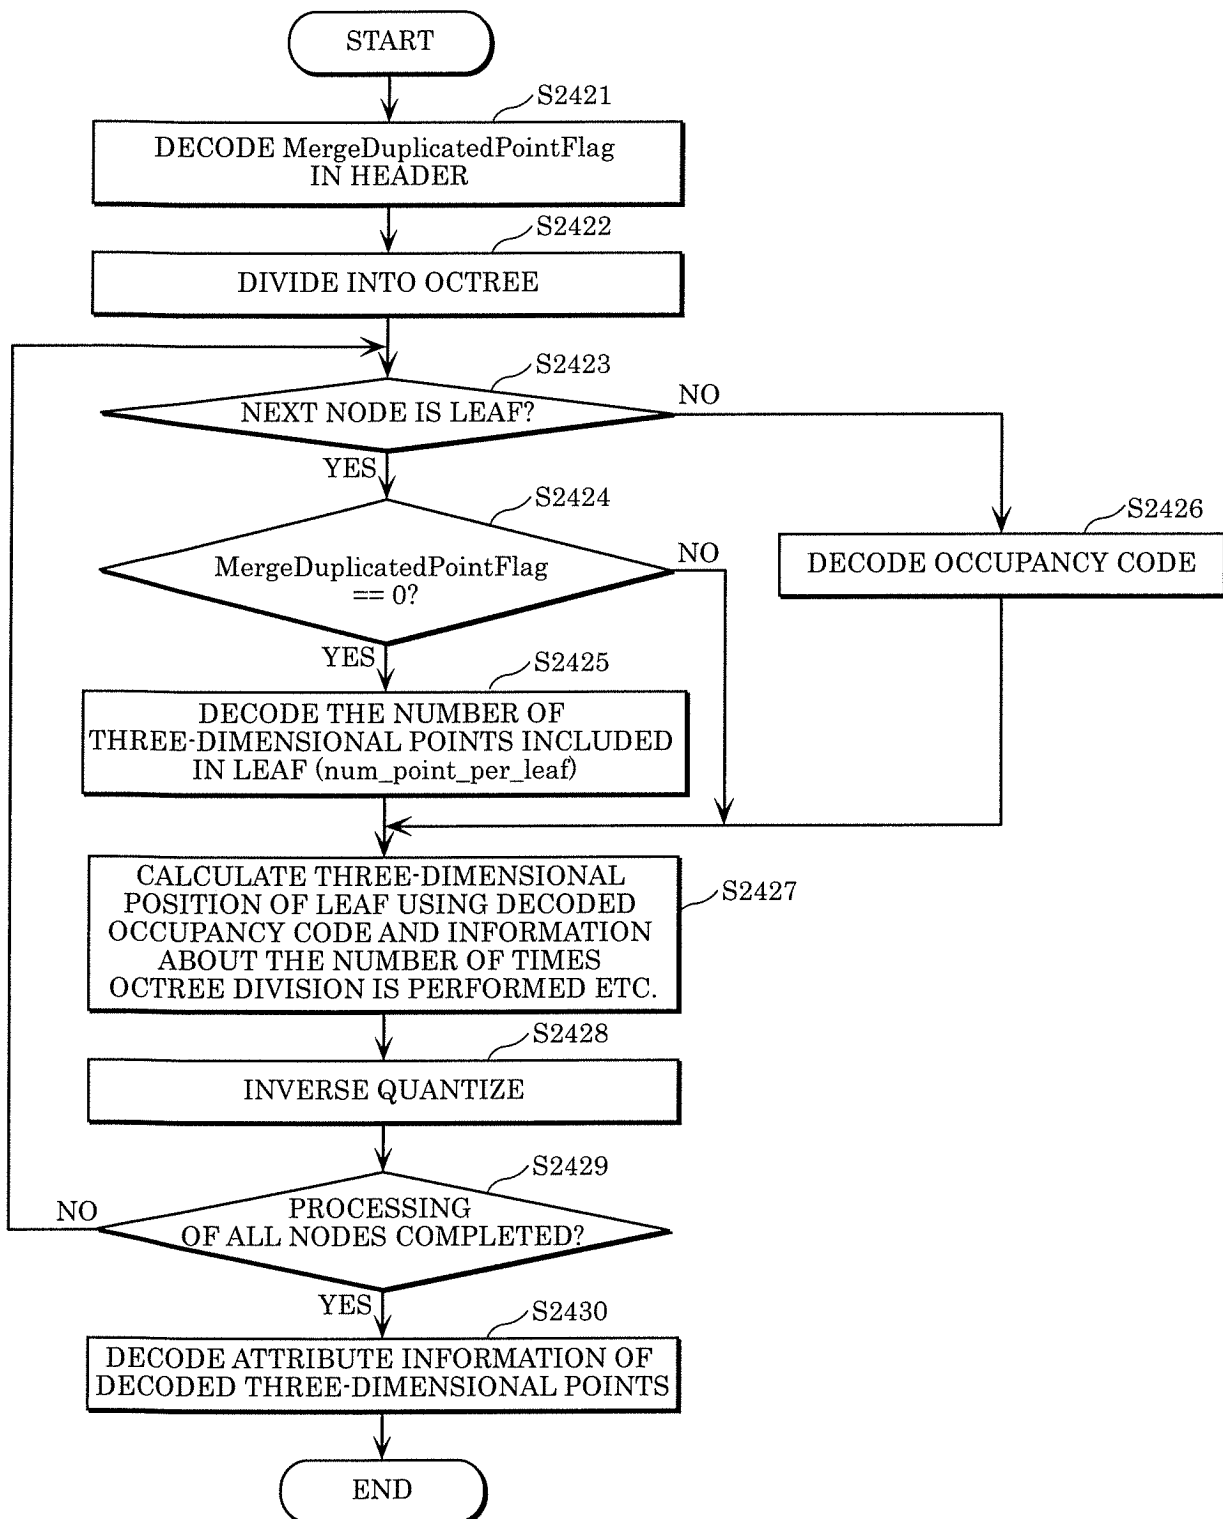 START
S2421
DECODE MergeDuplicatedPointFlag
IN HEADER
S2422
DIVIDE INTO OCTREE
S2423
NEXT NODE IS LEAF?
NO
YES
S2424
MergeDuplicatedPointFlag
== 0?
NO
S2426
DECODE OCCUPANCY CODE
YES
S2425
DECODE THE NUMBER OF
THREE-DIMENSIONAL POINTS INCLUDED
IN LEAF (num_point_per_leaf)
CALCULATE THREE-DIMENSIONAL
POSITION OF LEAF USING DECODED
OCCUPANCY CODE AND INFORMATION
ABOUT THE NUMBER OF TIMES
OCTREE DIVISION IS PERFORMED ETC.
S2427
S2428
INVERSE QUANTIZE
S2429
PROCESSING
OF ALL NODES COMPLETED?
NO
YES
S2430
DECODE ATTRIBUTE INFORMATION OF
DECODED THREE-DIMENSIONAL POINTS
END